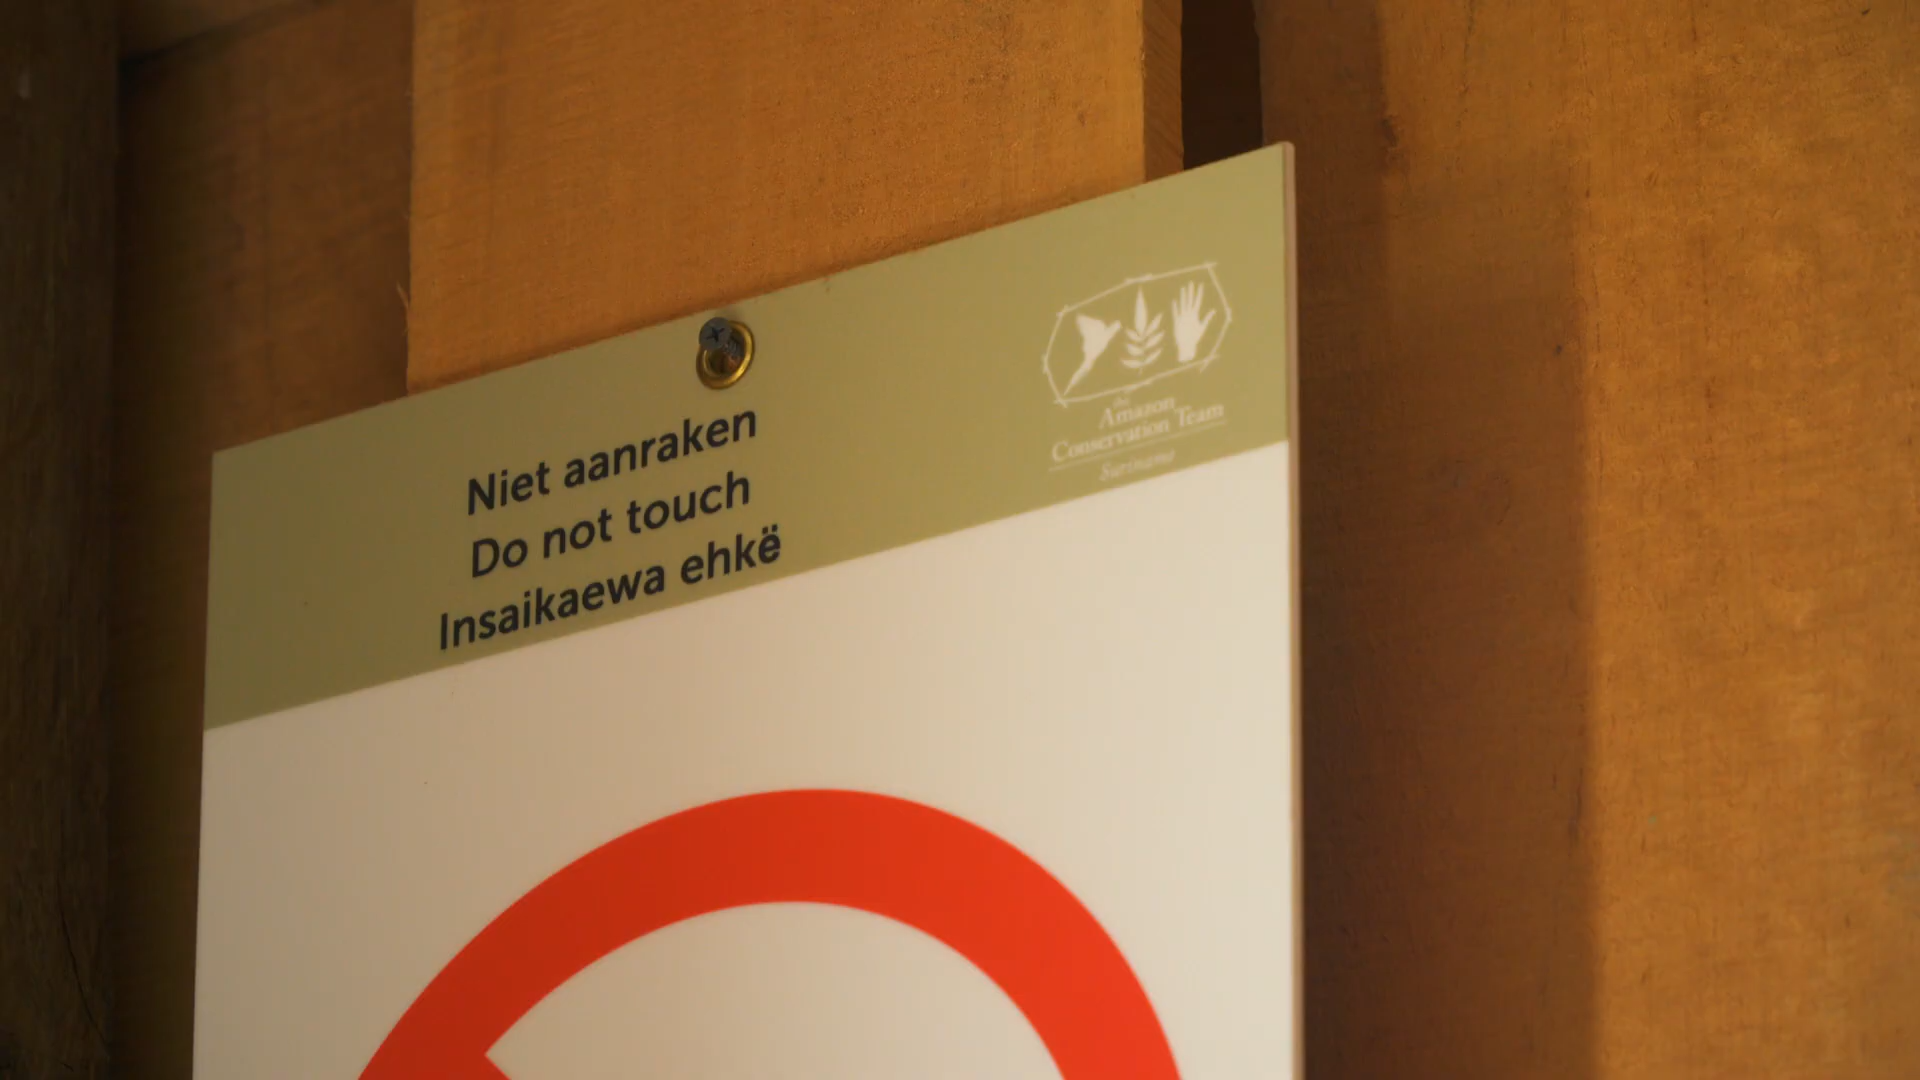 Niet aanraken
Do not touch
Insaikaewa ehkë
the
Amazon
Conservation Team
Suriname